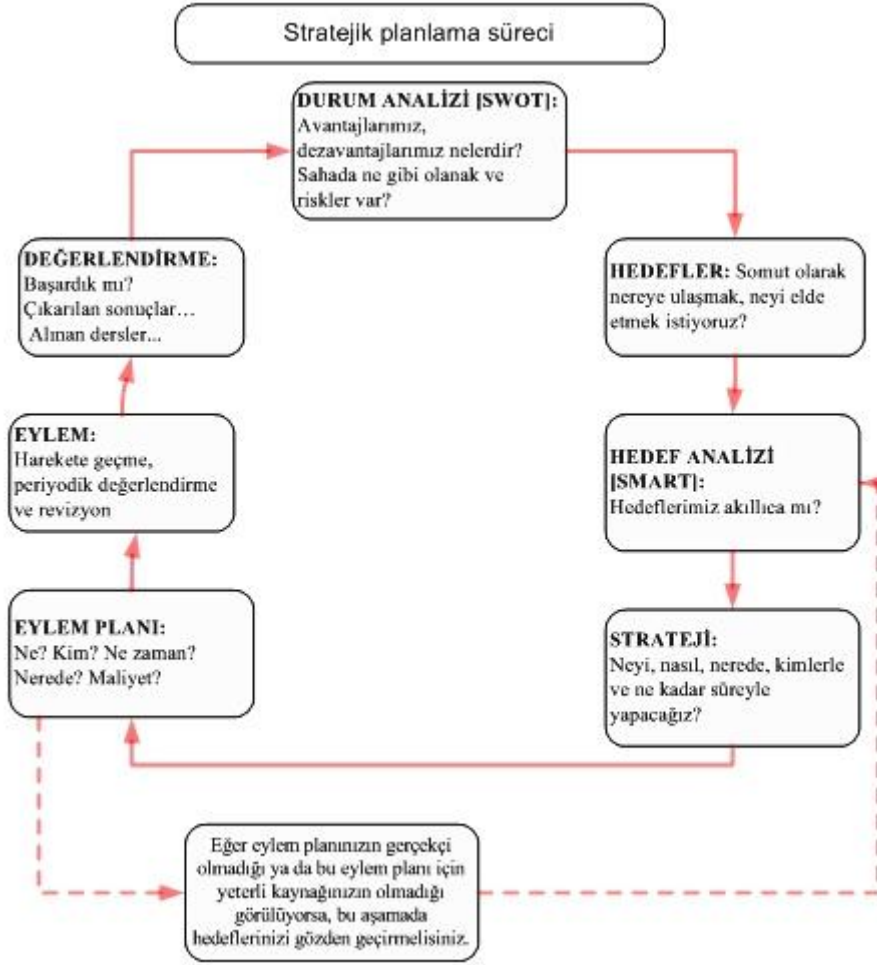 Stratejik planlama süreci
DURUM ANALİZİ [SWOT]:
Avantajlarımız,
dezavantajlarımız nelerdir?
Sahada ne gibi olanak ve
riskler var?
HEDEFLER: Somut olarak
nereye ulaşmak, neyi elde
etmek istiyoruz?
HEDEF ANALİZİ
[SMART]:
Hedeflerimiz akıllıca mı?
STRATEJİ:
Neyi, nasıl, nerede, kimlerle
ve ne kadar süreyle
yapacağız?
EYLEM PLANI:
Ne? Kim? Ne zaman?
Nerede? Maliyet?
EYLEM:
Harekete geçme,
periyodik değerlendirme
ve revizyon
DEĞERLENDİRME:
Başardık mı?
Çıkarılan sonuçlar…
Alınan dersler...
Eğer eylem planınızın gerçekçi
olmadığı ya da bu eylem planı için
yeterli kaynağınızın olmadığı
görülüyorsa, bu aşamada
hedeflerinizi gözden geçirmelisiniz.